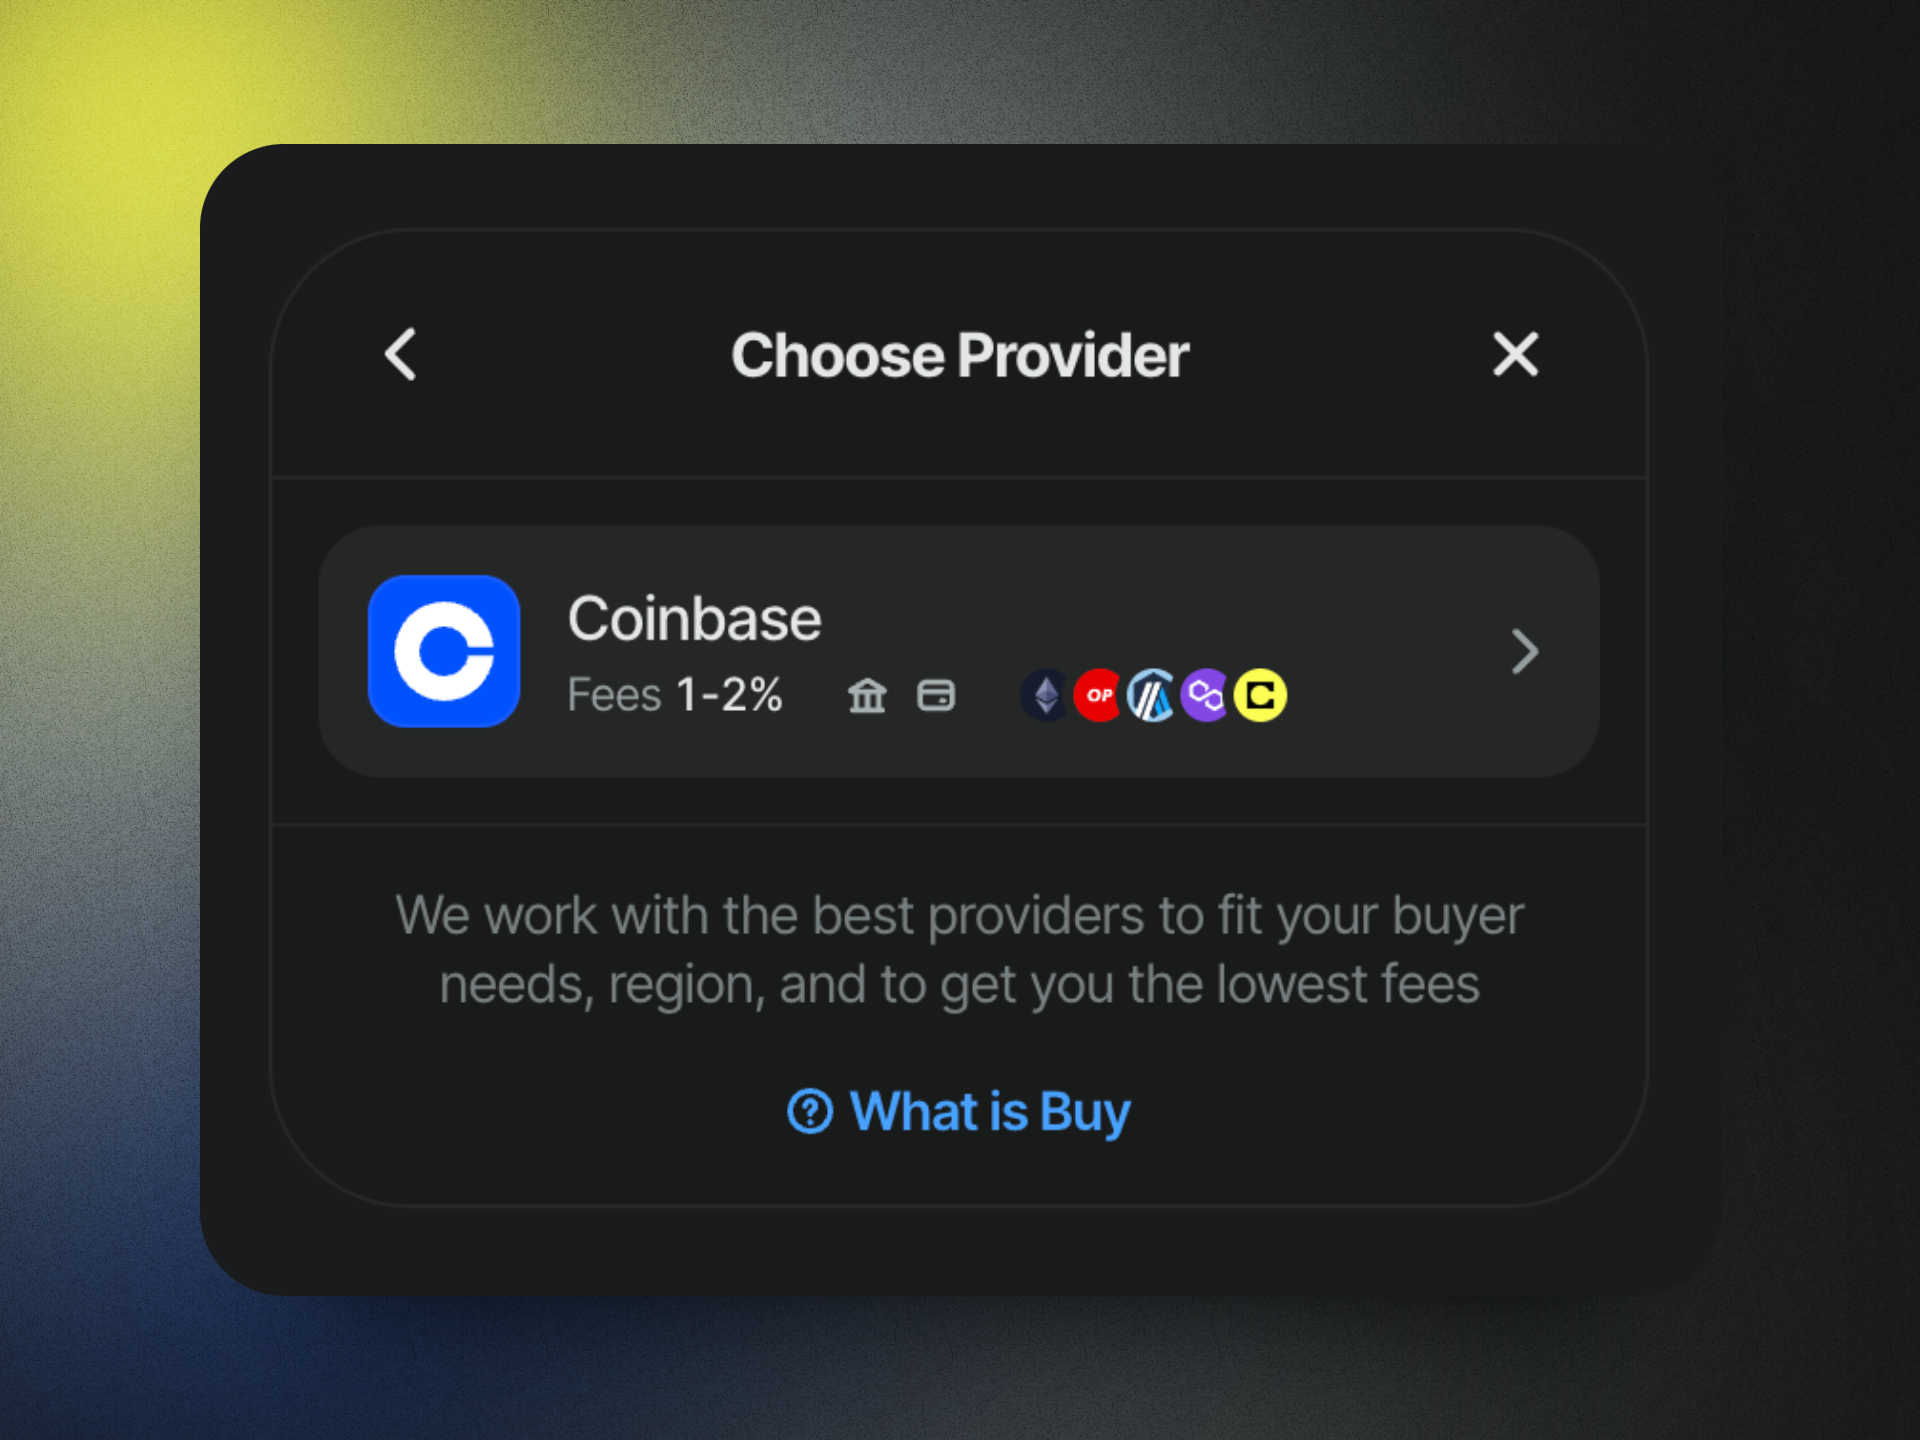 Choose Provider
Coinbase
Fees 1-2%
OP
We work with the best providers to fit your buyer
needs, region, and to get you the lowest fees
What is Buy